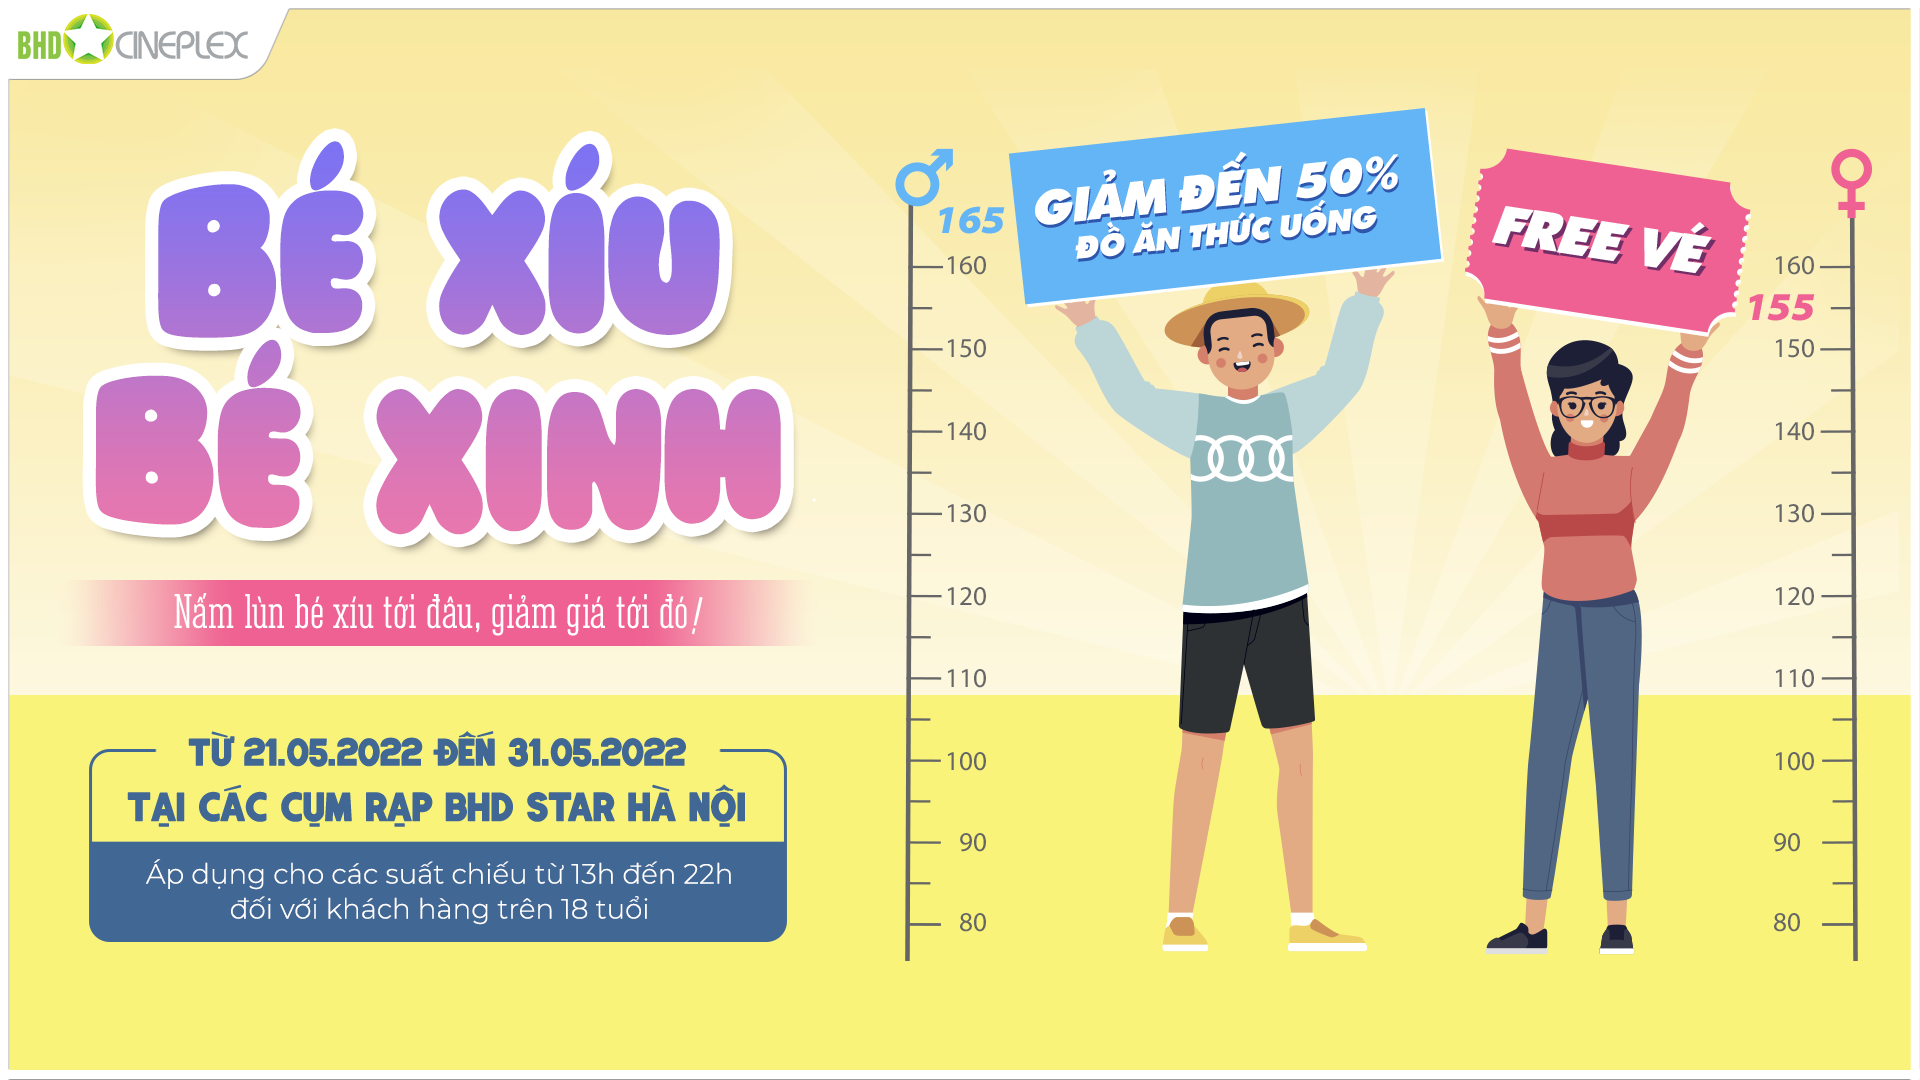 BHD CINEPLEX
BÉ XÍU
BÉ XINH
Nấm lùn bé xíu tới đâu, giảm giá tới đó!
TỪ 21.05.2022 ĐẾN 31.05.2022
TẠI CÁC CỤM RẠP BHD STAR HÀ NỘI
Áp dụng cho các suất chiếu từ 13h đến 22h
đối với khách hàng trên 18 tuổi
165
160
150
140
130
120
110
100
90
80
GIẢM ĐẾN 50%
ĐỒ ĂN THỨC UỐNG
FREE VÉ
160
155
150
140
130
120
110
100
90
80